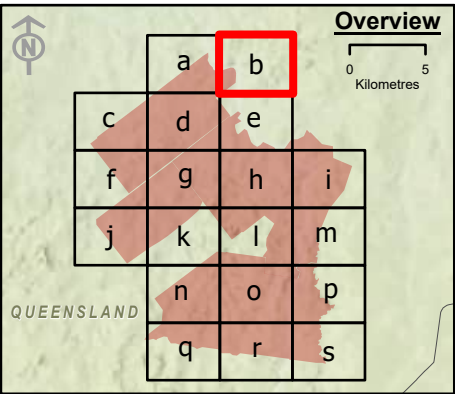 Overview
N
0 5
Kilometres
a b
c d e
f g h i
j k l m
n o p
q r s
QUEENSLAND